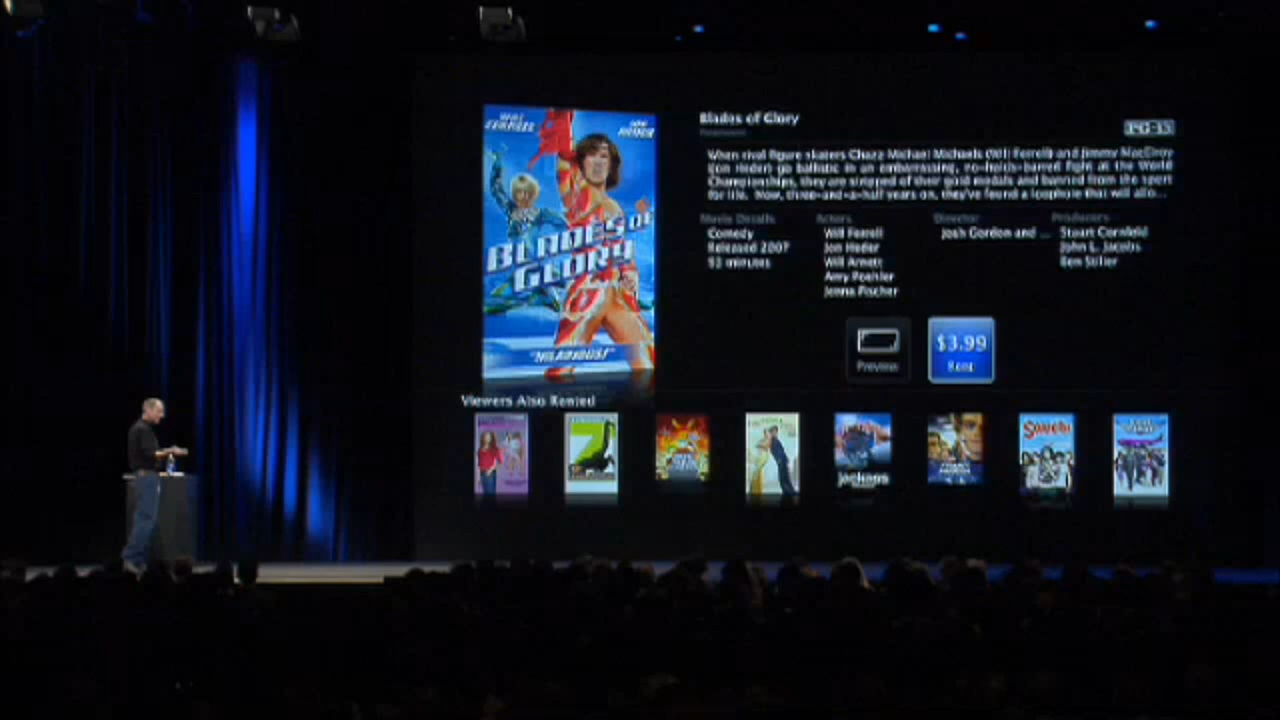 WILL FERRELL
JON HEDER
BLADES OF
GLORY
"HILARIOUS!"
Blades of Glory
Paramount
PG-13
When rival figure skaters Chazz Michael Michaels (Will Ferrell) and Jimmy MacElroy
(Jon Heder) go ballistic in an embarrassing, no-holds-barred fight at the World
Championships, they are stripped of their gold medals and banned from the sport
for life. Now, three-and-a-half years on, they've found a loophole that will allo...
Movie Details
Comedy
Released 2007
93 minutes
Actors
Will Ferrell
Jon Heder
Will Arnett
Amy Poehler
Jenna Fischer
Director
Josh Gordon and ...
Producers
Stuart Cornfeld
John L. Jacobs
Ben Stiller
Preview
$3.99
Rent
Viewers Also Rented
jackass